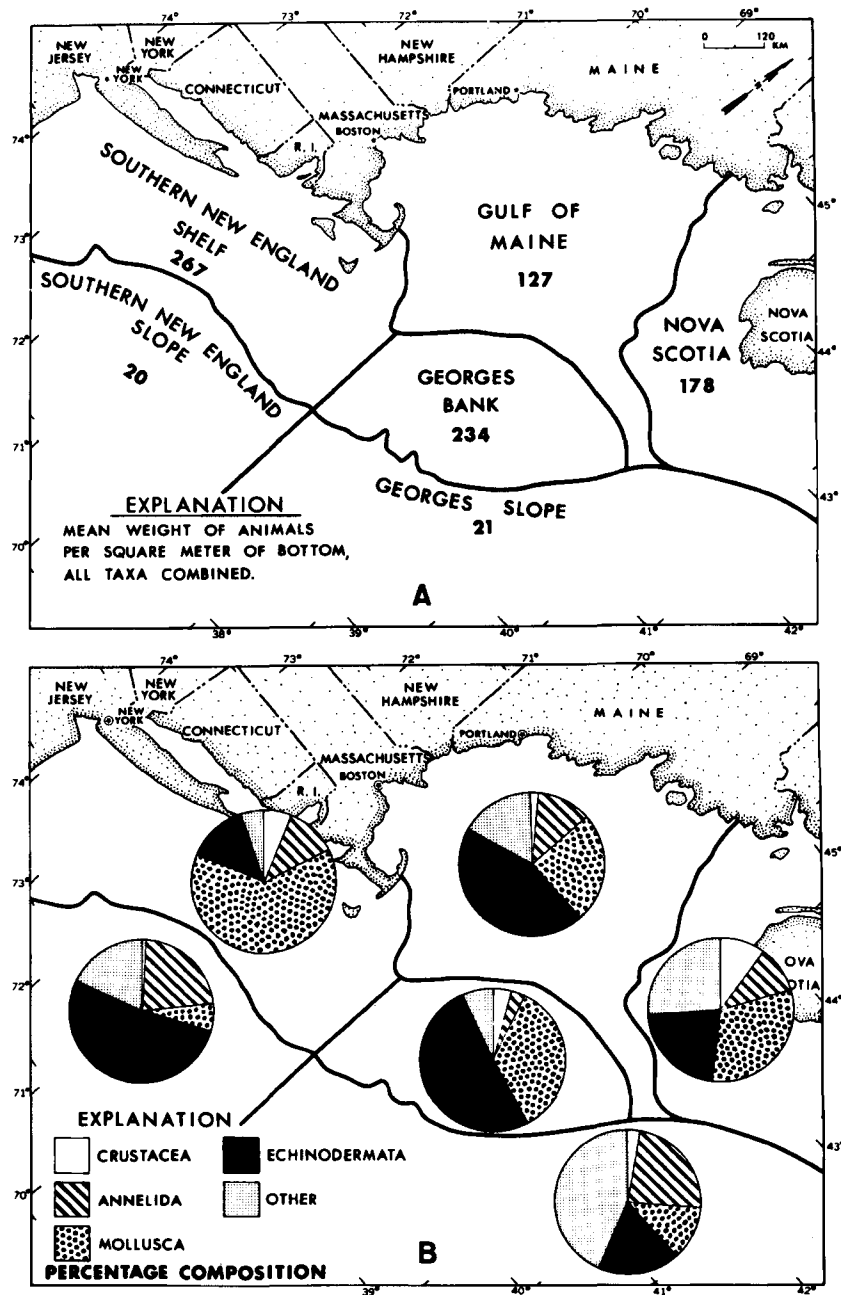 74° 73° 72° 71° 70° 69°
NEW JERSEY
NEW YORK
NEW YORK
CONNECTICUT
NEW HAMPSHIRE
MASSACHUSETTS
BOSTON
R. I.
PORTLAND
MAINE
0 120
KM
74°
73°
72°
71°
70°
45°
44°
43°
SOUTHERN NEW ENGLAND
SHELF
267
SOUTHERN NEW ENGLAND
SLOPE
20
GULF OF
MAINE
127
NOVA
SCOTIA
178
NOVA
SCOTIA
GEORGES
BANK
234
GEORGES SLOPE
21
EXPLANATION
MEAN WEIGHT OF ANIMALS
PER SQUARE METER OF BOTTOM,
ALL TAXA COMBINED.
A
38° 39° 40° 41° 42°
74° 73° 72° 71° 70° 69°
NEW JERSEY
NEW YORK
NEW YORK
CONNECTICUT
NEW HAMPSHIRE
MASSACHUSETTS
BOSTON
R. I.
PORTLAND
MAINE
74°
73°
72°
71°
70°
45°
44°
43°
OVA
OTIA
EXPLANATION
CRUSTACEA
ECHINODERMATA
ANNELIDA
OTHER
MOLLUSCA
PERCENTAGE COMPOSITION
B
39° 40° 41° 42°